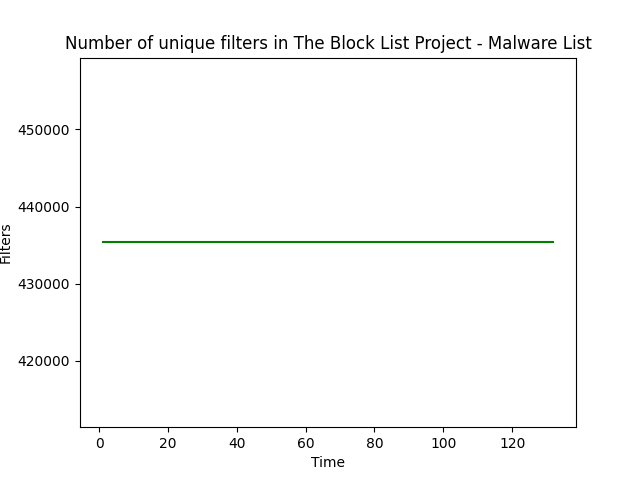 Number of unique filters in The Block List Project - Malware List
450000
440000
430000
420000
Filters
0 20 40 60 80 100 120
Time